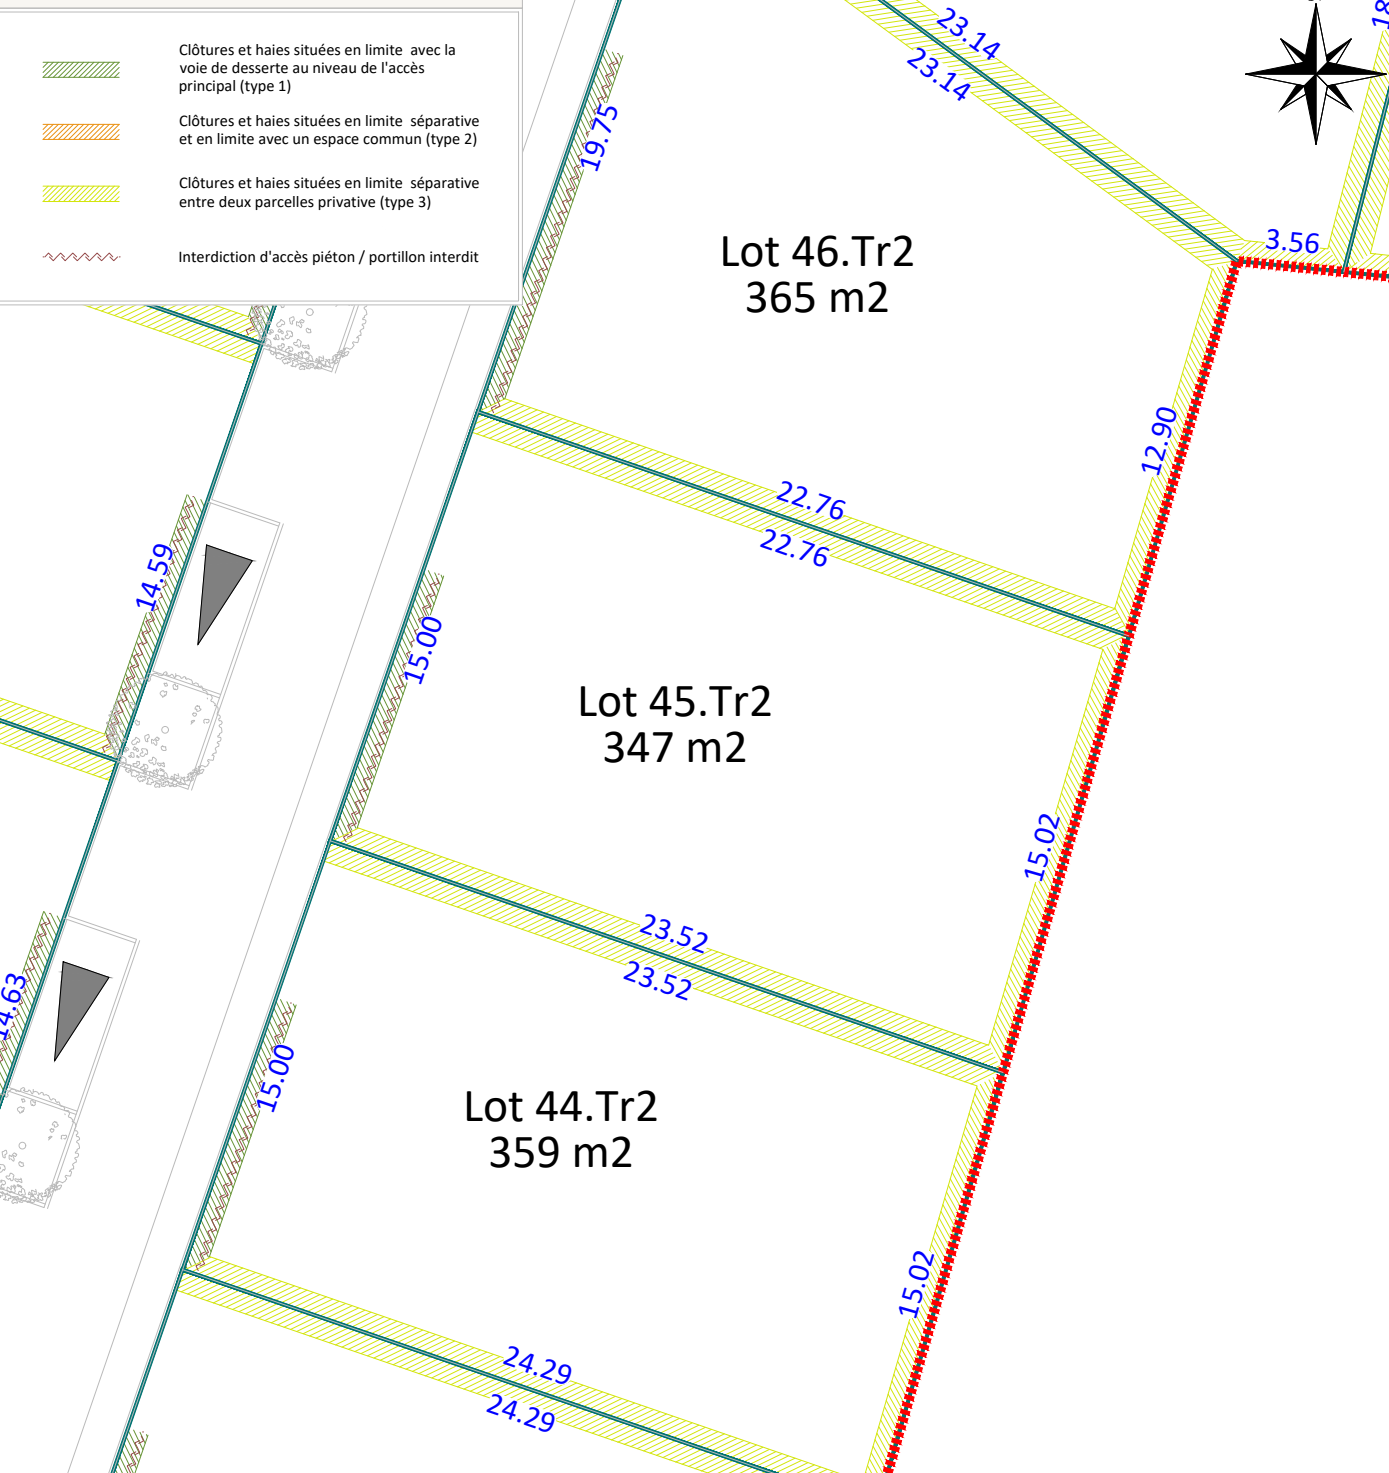 Clôtures et haies situées en limite avec la
voie de desserte au niveau de l'accès
principal (type 1)
Clôtures et haies situées en limite séparative
et en limite avec un espace commun (type 2)
Clôtures et haies situées en limite séparative
entre deux parcelles privative (type 3)
Interdiction d'accès piéton / portillon interdit
23.14
23.14
19.75
3.56
Lot 46.Tr2
365 m2
12.90
22.76
22.76
14.59
15.00
Lot 45.Tr2
347 m2
15.02
23.52
23.52
14.63
15.00
Lot 44.Tr2
359 m2
15.02
24.29
24.29